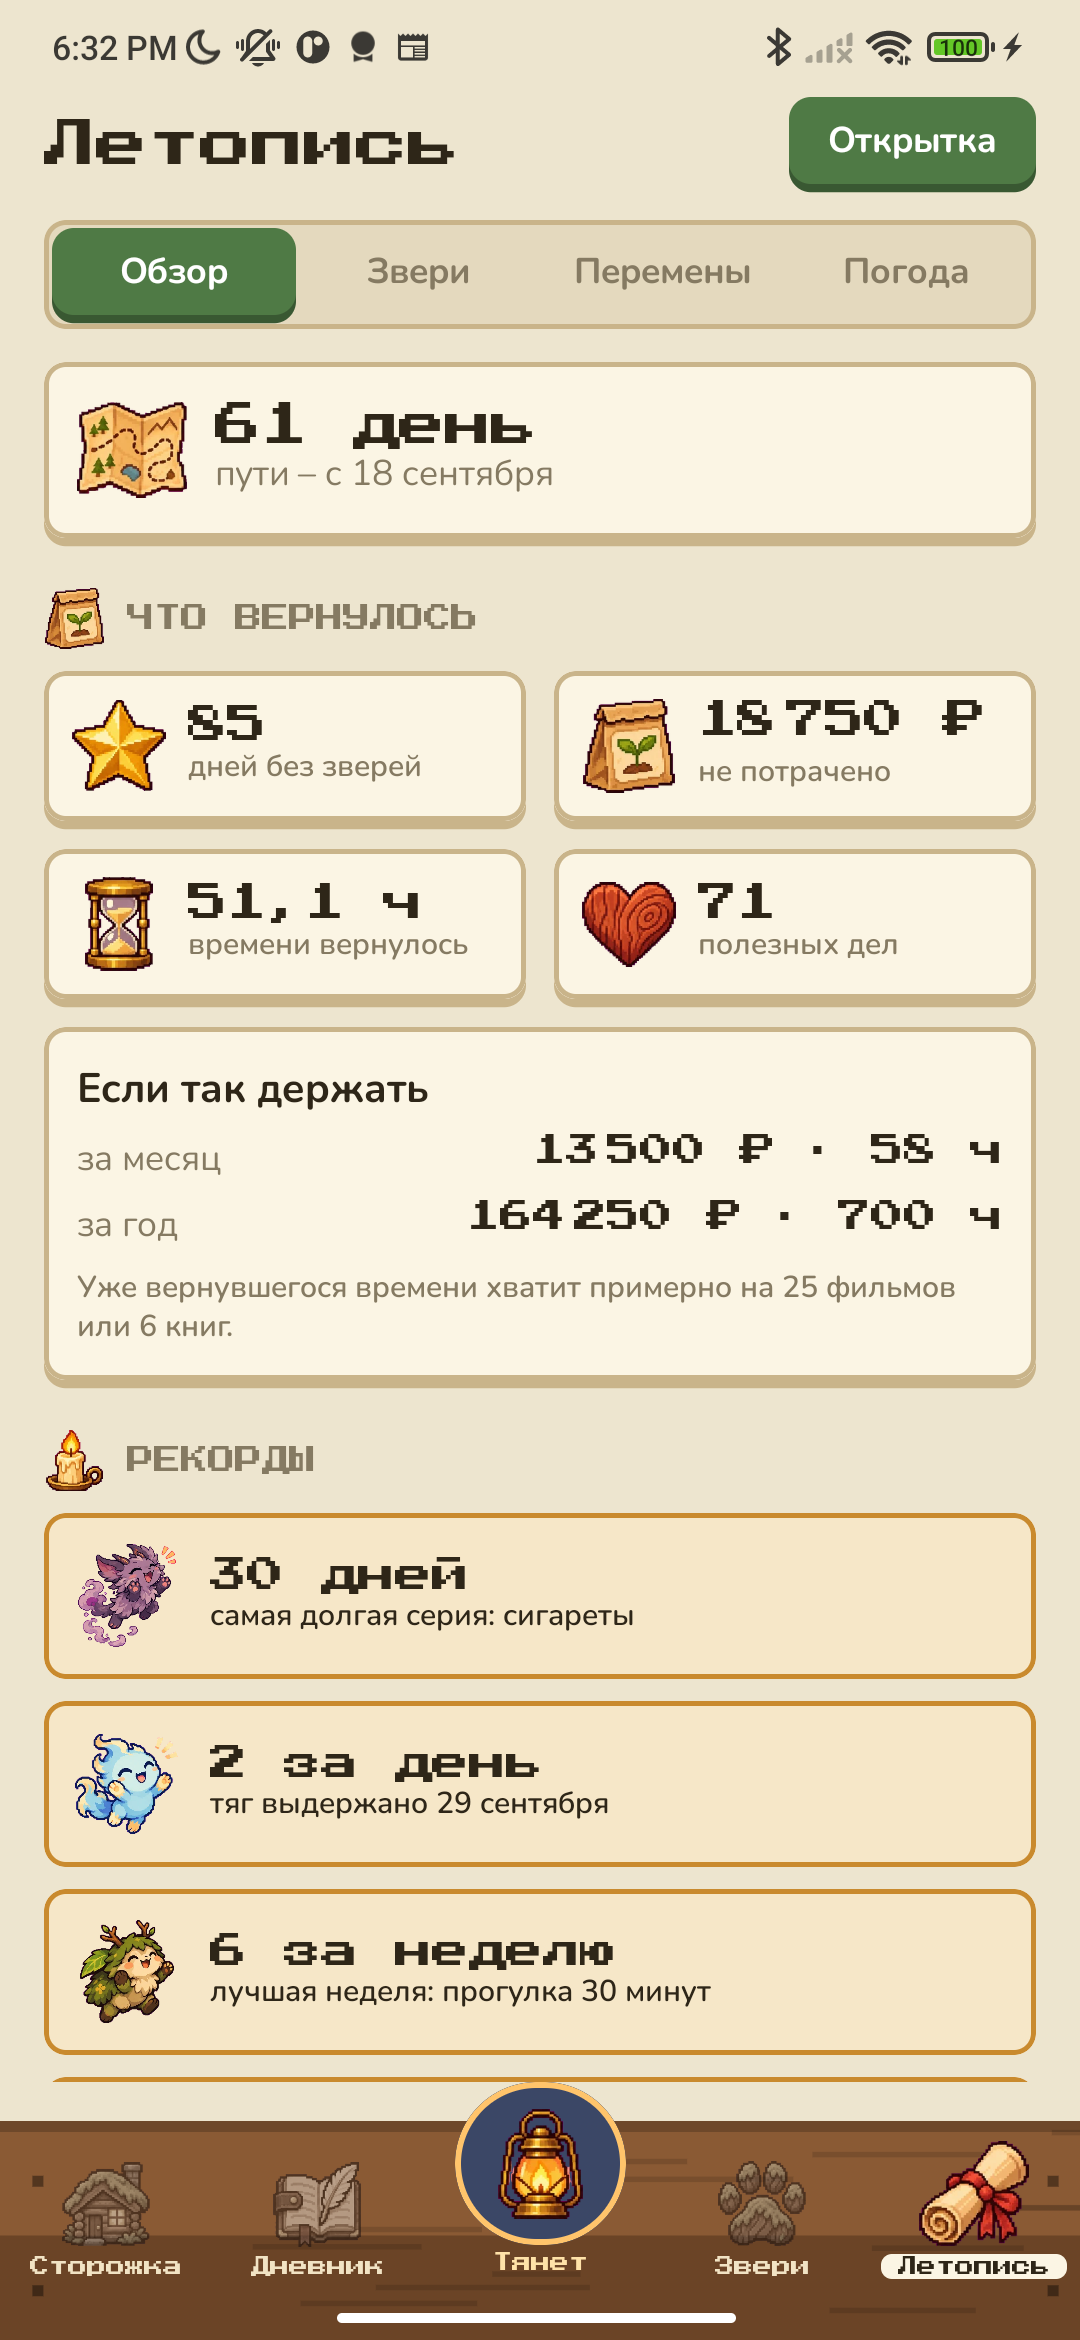 6:32 PM
100
Летопись
Открытка
Обзор
Звери
Перемены
Погода
61 день
пути – с 18 сентября
ЧТО ВЕРНУЛОСЬ
85
дней без зверей
18 750 ₽
не потрачено
51,1 ч
времени вернулось
71
полезных дел
Если так держать
за месяц
13 500 ₽ · 58 ч
за год
164 250 ₽ · 700 ч
Уже вернувшегося времени хватит примерно на 25 фильмов
или 6 книг.
РЕКОРДЫ
30 дней
самая долгая серия: сигареты
2 за день
тяг выдержано 29 сентября
6 за неделю
лучшая неделя: прогулка 30 минут
Сторожка
Дневник
Тянет
Звери
Летопись